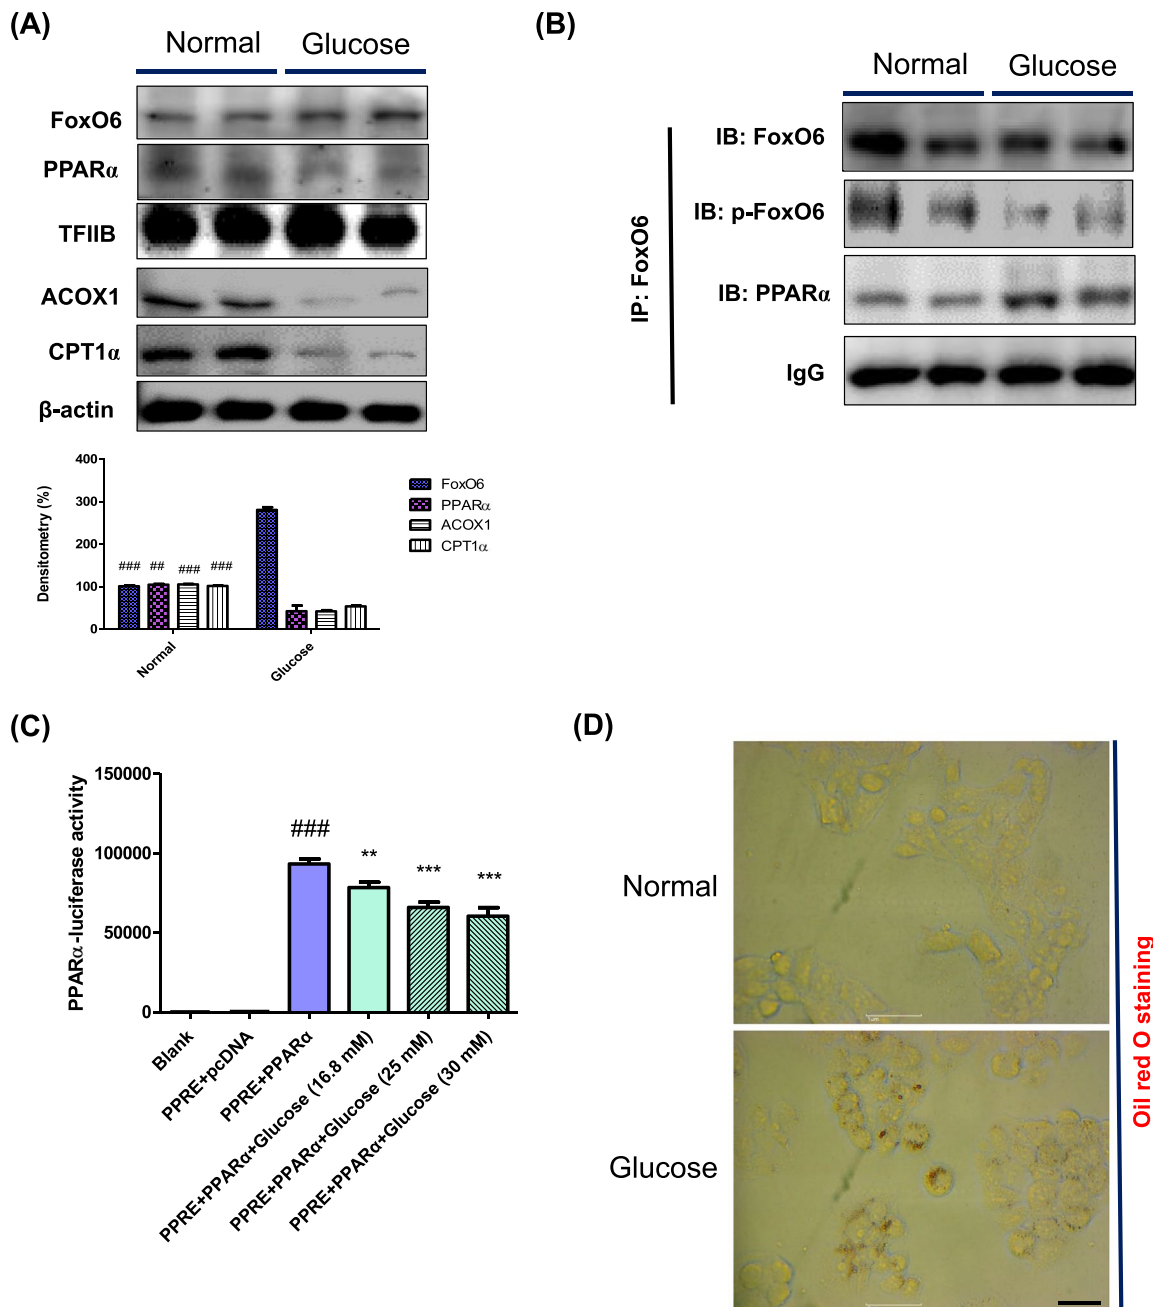 (A)
Normal Glucose
FoxO6
PPARα
TFIIB
ACOX1
CPT1α
β-actin
Densitometry (%)
400
300
200
100
0
### ## ### ###
Normal
Glucose
FoxO6
PPARα
ACOX1
CPT1α
(B)
Normal Glucose
IP: FoxO6
IB: FoxO6
IB: p-FoxO6
IB: PPARα
IgG
(C)
PPARα-luciferase activity
150000
100000
50000
0
###
**
***
***
Blank
PPRE+pcDNA
PPRE+PPARα
PPRE+PPARα+Glucose (16.8 mM)
PPRE+PPARα+Glucose (25 mM)
PPRE+PPARα+Glucose (30 mM)
(D)
Normal
Glucose
Oil red O staining